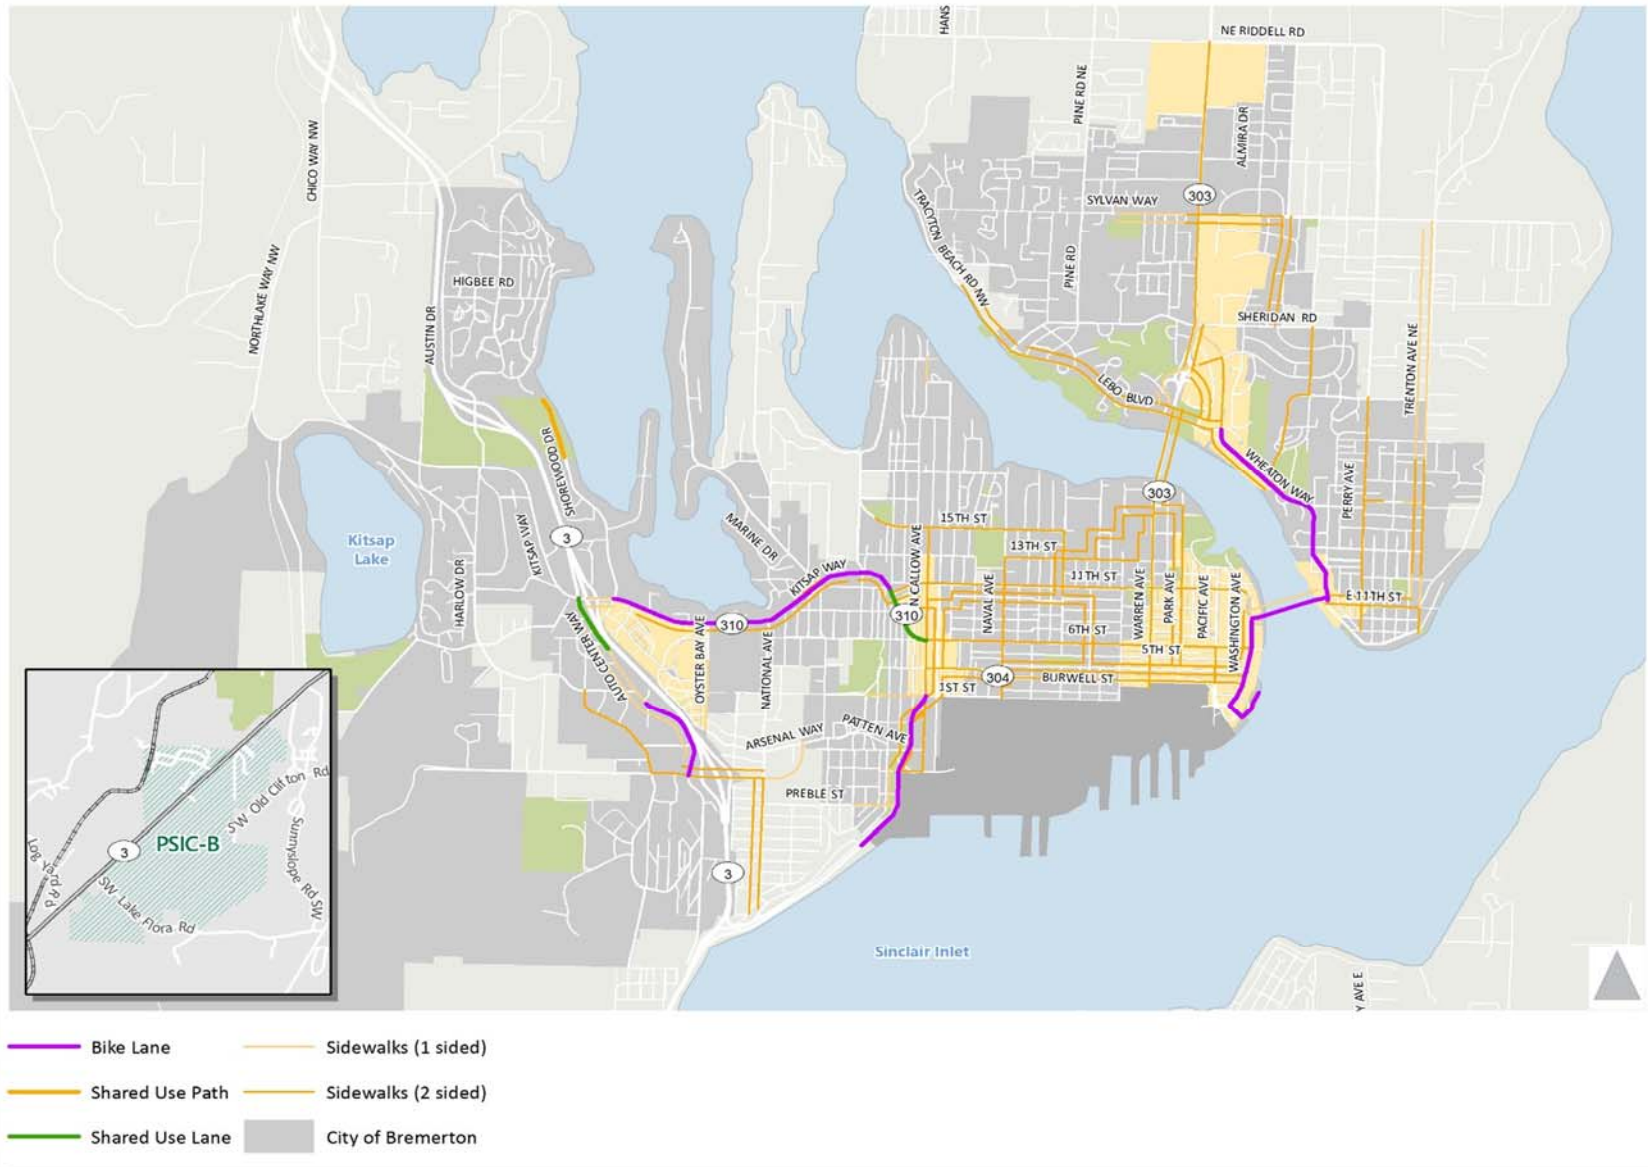 HANS
NE RIDDELL RD
PINE RD NE
ALMIRA DR
CHICO WAY NW
303
SYLVAN WAY
TRACYTON BEACH RD NW
PINE RD
NORTHLAKE WAY NW
HIGBEE RD
AUSTIN DR
SHERIDAN RD
TRENTON AVE NE
LEBO BLVD
SHOREWOOD DR
WHEATON WAY
PERRY AVE
303
Kitsap
Lake
KITSAP WAY
3
MARINE DR
15TH ST
N CALLOW AVE
13TH ST
HARLOW DR
KITSAP WAY
11TH ST
NAVAL AVE
WARREN AVE
PARK AVE
PACIFIC AVE
WASHINGTON AVE
E 11TH ST
310
310
AUTO CENTER WAY
OYSTER BAY AVE
NATIONAL AVE
6TH ST
5TH ST
304
BURWELL ST
1ST ST
ARSENAL WAY
PATTEN AVE
PREBLE ST
3
Sinclair Inlet
Y AVE E
SW Old Clifton Rd
PSIC-B
3
Log Yard Rd
Sunnyslope Rd SW
SW Lake Flora Rd
Bike Lane
Sidewalks (1 sided)
Shared Use Path
Sidewalks (2 sided)
Shared Use Lane
City of Bremerton